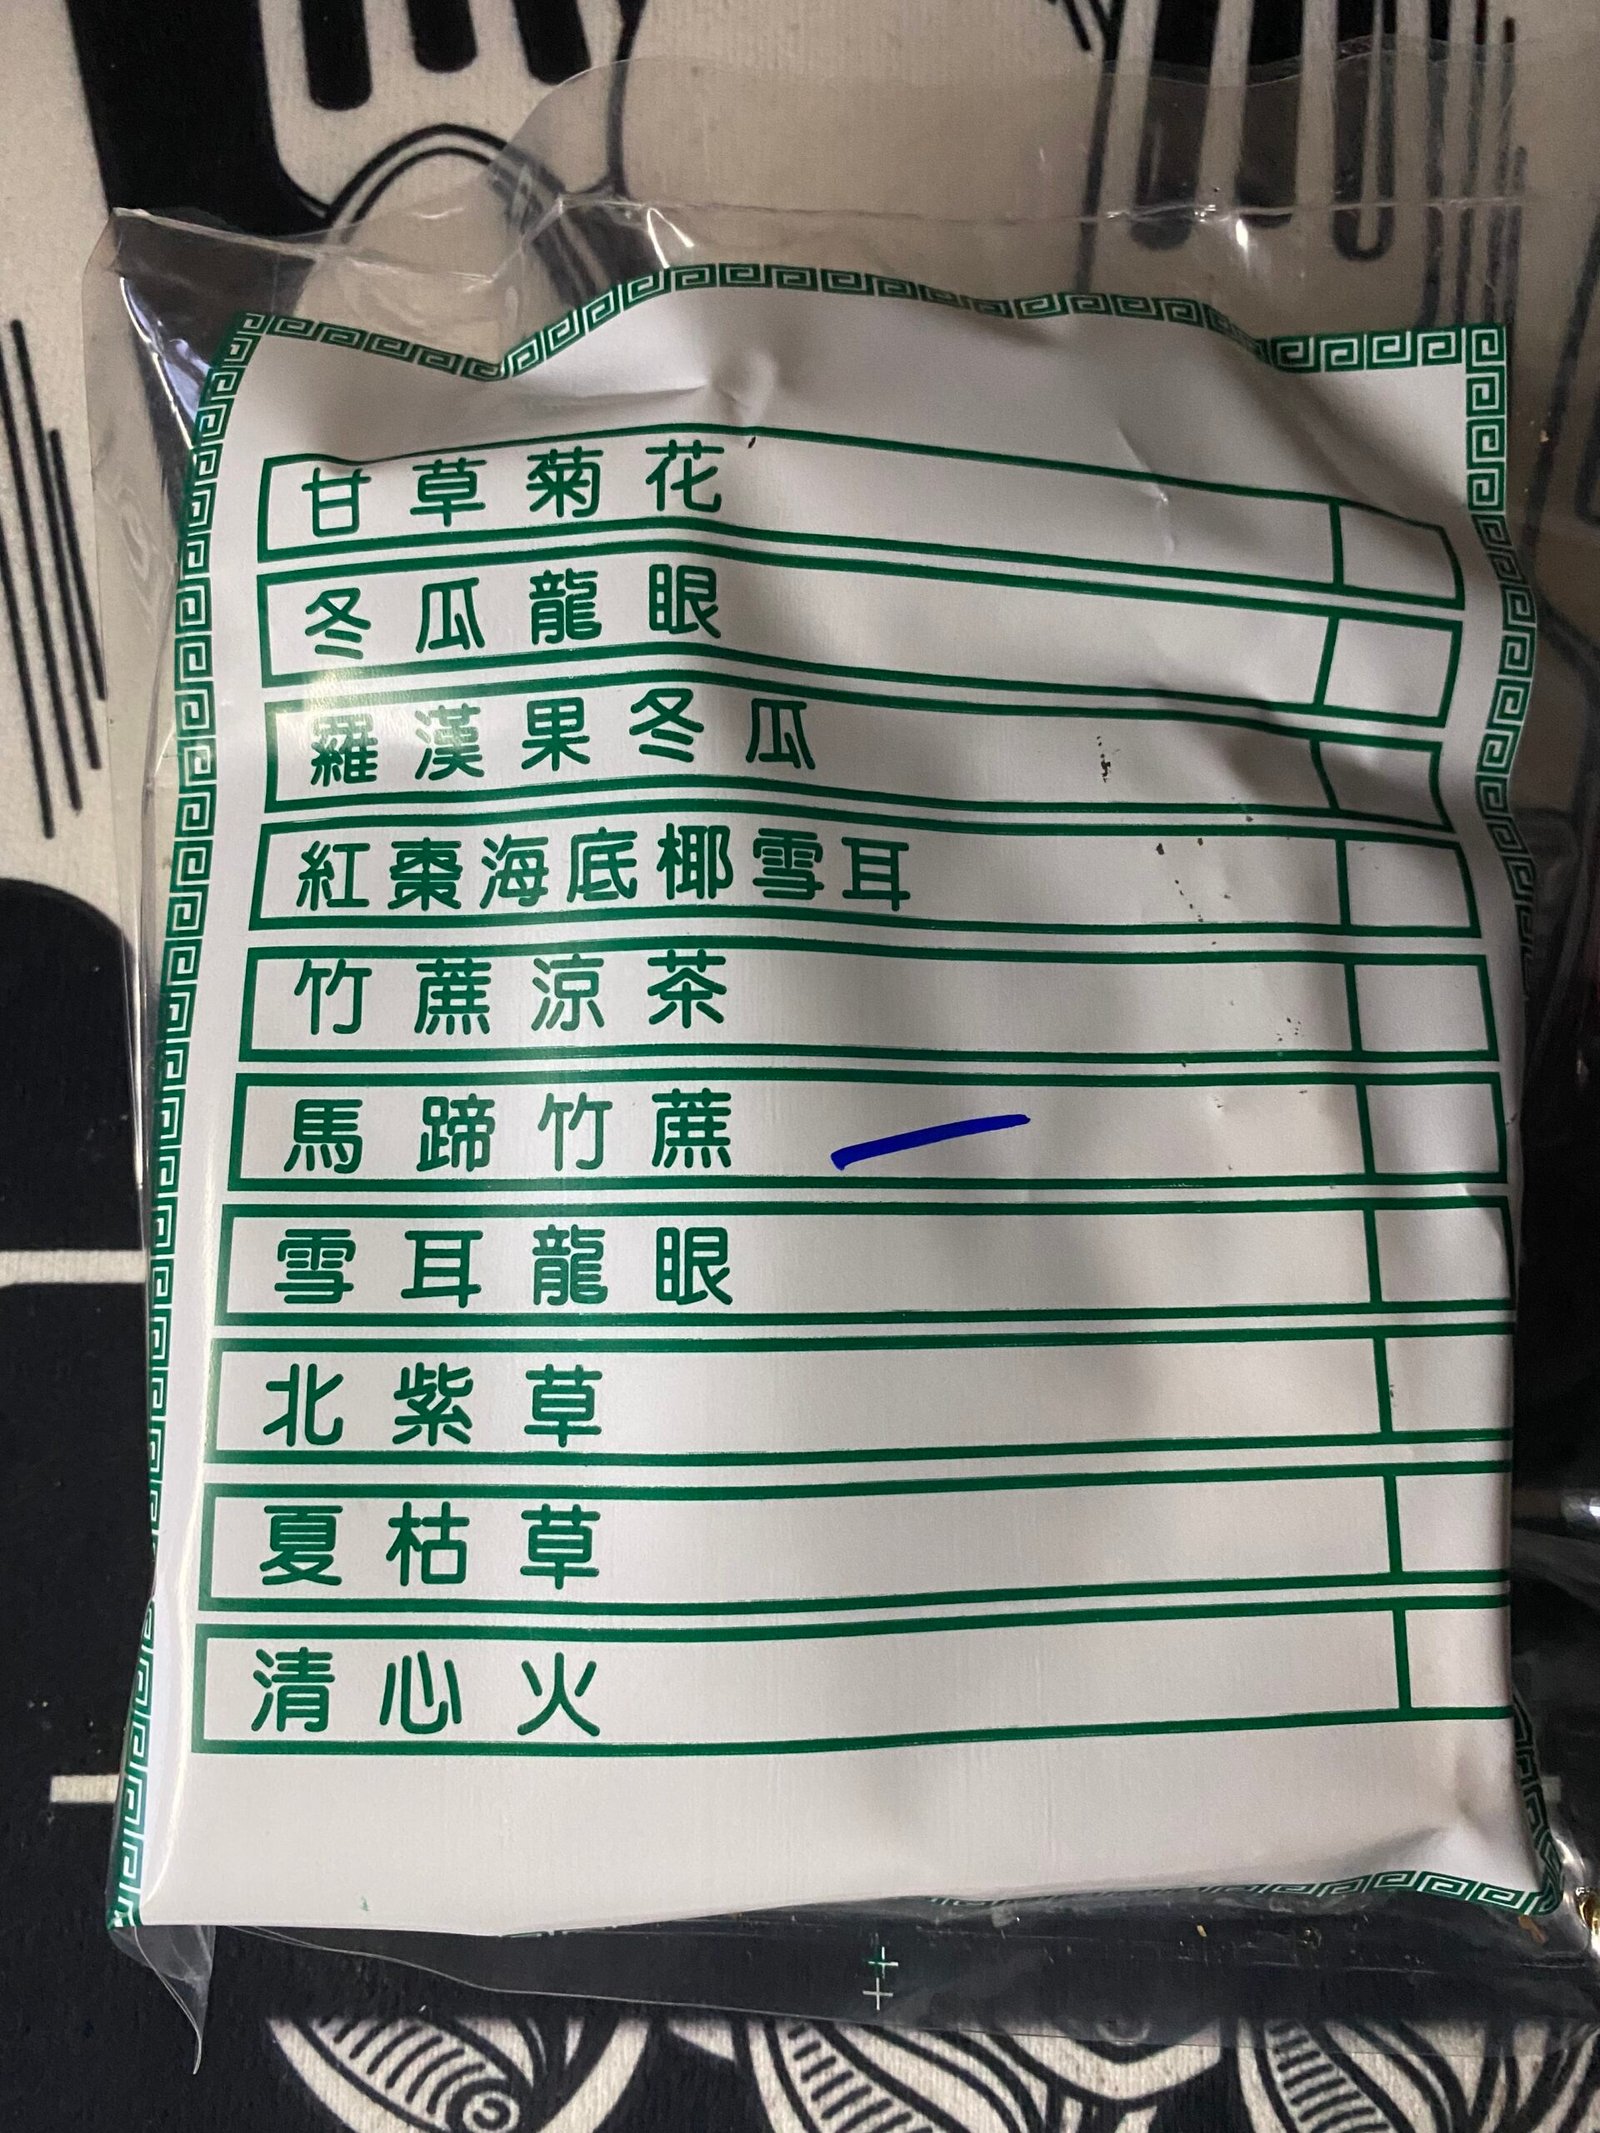 甘草菊花
冬瓜龍眼
羅漢果冬瓜
紅棗海底椰雪耳
竹蔗涼茶
馬蹄竹蔗
雪耳龍眼
北紫草
夏枯草
清心火